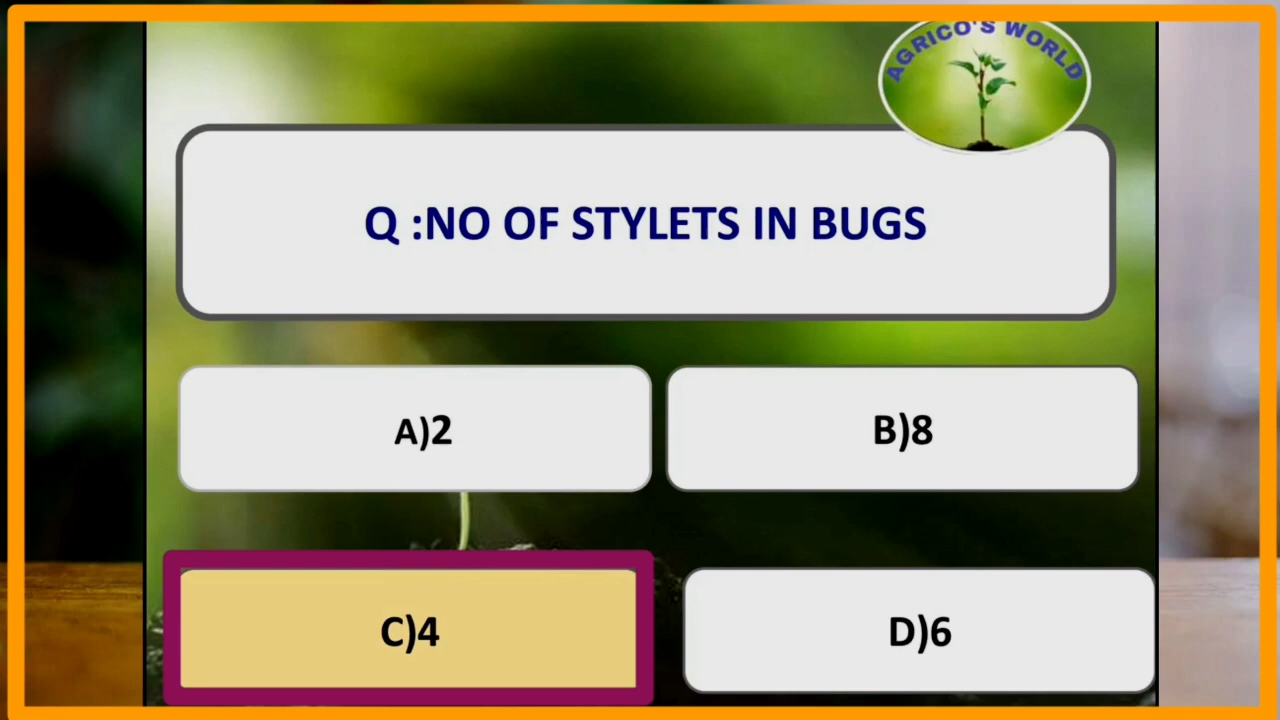 AGRICO'S WORLD
Q :NO OF STYLETS IN BUGS
A)2
B)8
C)4
D)6